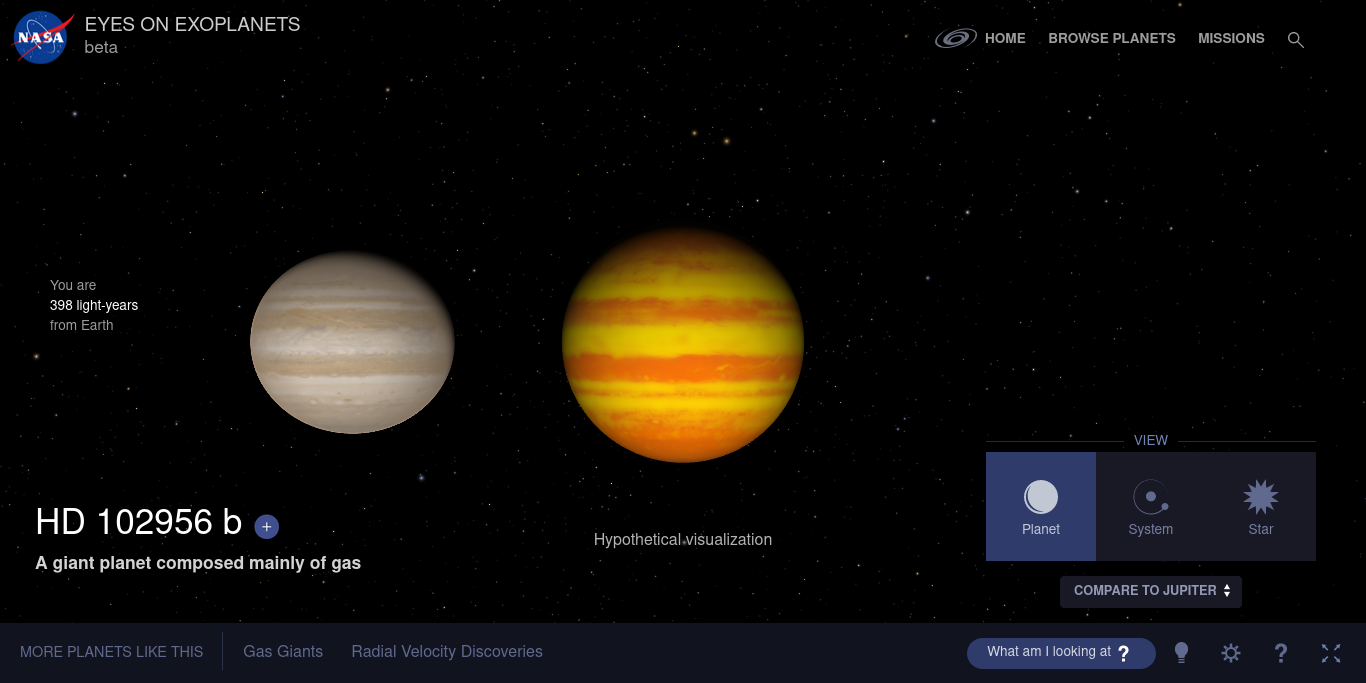 NASA
EYES ON EXOPLANETS
beta
HOME
BROWSE PLANETS
MISSIONS
You are
398 light-years
from Earth
HD 102956 b +
A giant planet composed mainly of gas
Hypothetical visualization
VIEW
Planet
System
Star
COMPARE TO JUPITER
MORE PLANETS LIKE THIS
Gas Giants
Radial Velocity Discoveries
What am I looking at ?
?